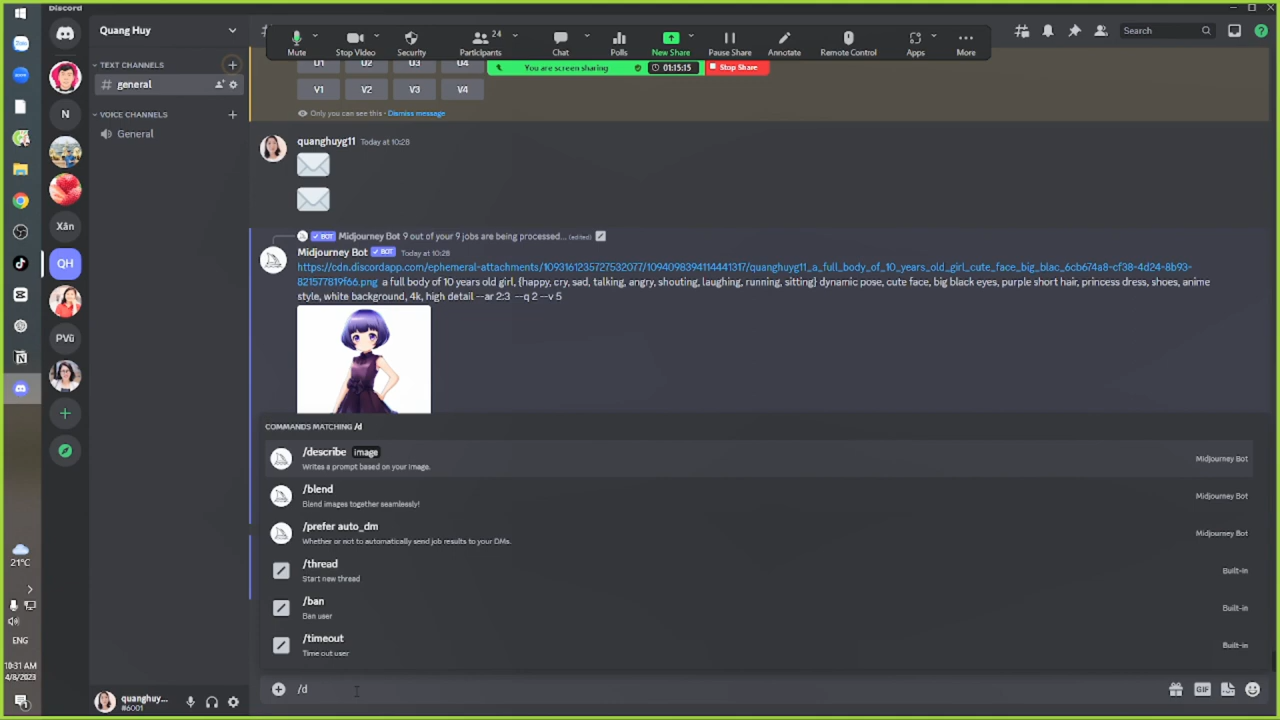 Discord
Quang Huy
24
Mute
Stop Video
Security
Participants
Chat
Polls
New Share
Pause Share
Annotate
Remote Control
Apps
More
Search
You are screen sharing
01:15:15
Stop Share
TEXT CHANNELS
general
VOICE CHANNELS
General
U1 U2 U3 U4
V1 V2 V3 V4
Only you can see this • Dismiss message
quanghuyg11 Today at 10:28
BOT Midjourney Bot 9 out of your 9 jobs are being processed... (edited)
Midjourney Bot BOT Today at 10:28
https://cdn.discordapp.com/ephemeral-attachments/1093161235727532077/1094098394114441317/quanghuyg11_a_full_body_of_10_years_old_girl_cute_face_big_blac_6cb674a8-cf38-4d24-8b93-
821577819f66.png a full body of 10 years old girl, {happy, cry, sad, talking, angry, shouting, laughing, running, sitting} dynamic pose, cute face, big black eyes, purple short hair, princess dress, shoes, anime
style, white background, 4k, high detail --ar 2:3 --q 2 --v 5
COMMANDS MATCHING /d
/describe image
Writes a prompt based on your image.
Midjourney Bot
/blend
Blend images together seamlessly!
Midjourney Bot
/prefer auto_dm
Whether or not to automatically send job results to your DMs.
Midjourney Bot
/thread
Start new thread
Built-in
/ban
Ban user
Built-in
/timeout
Time out user
Built-in
/d
GIF
N
Xân
QH
PVũ
Zalo
21°C
ENG
10:31 AM
4/8/2023
quanghuy...
#6001